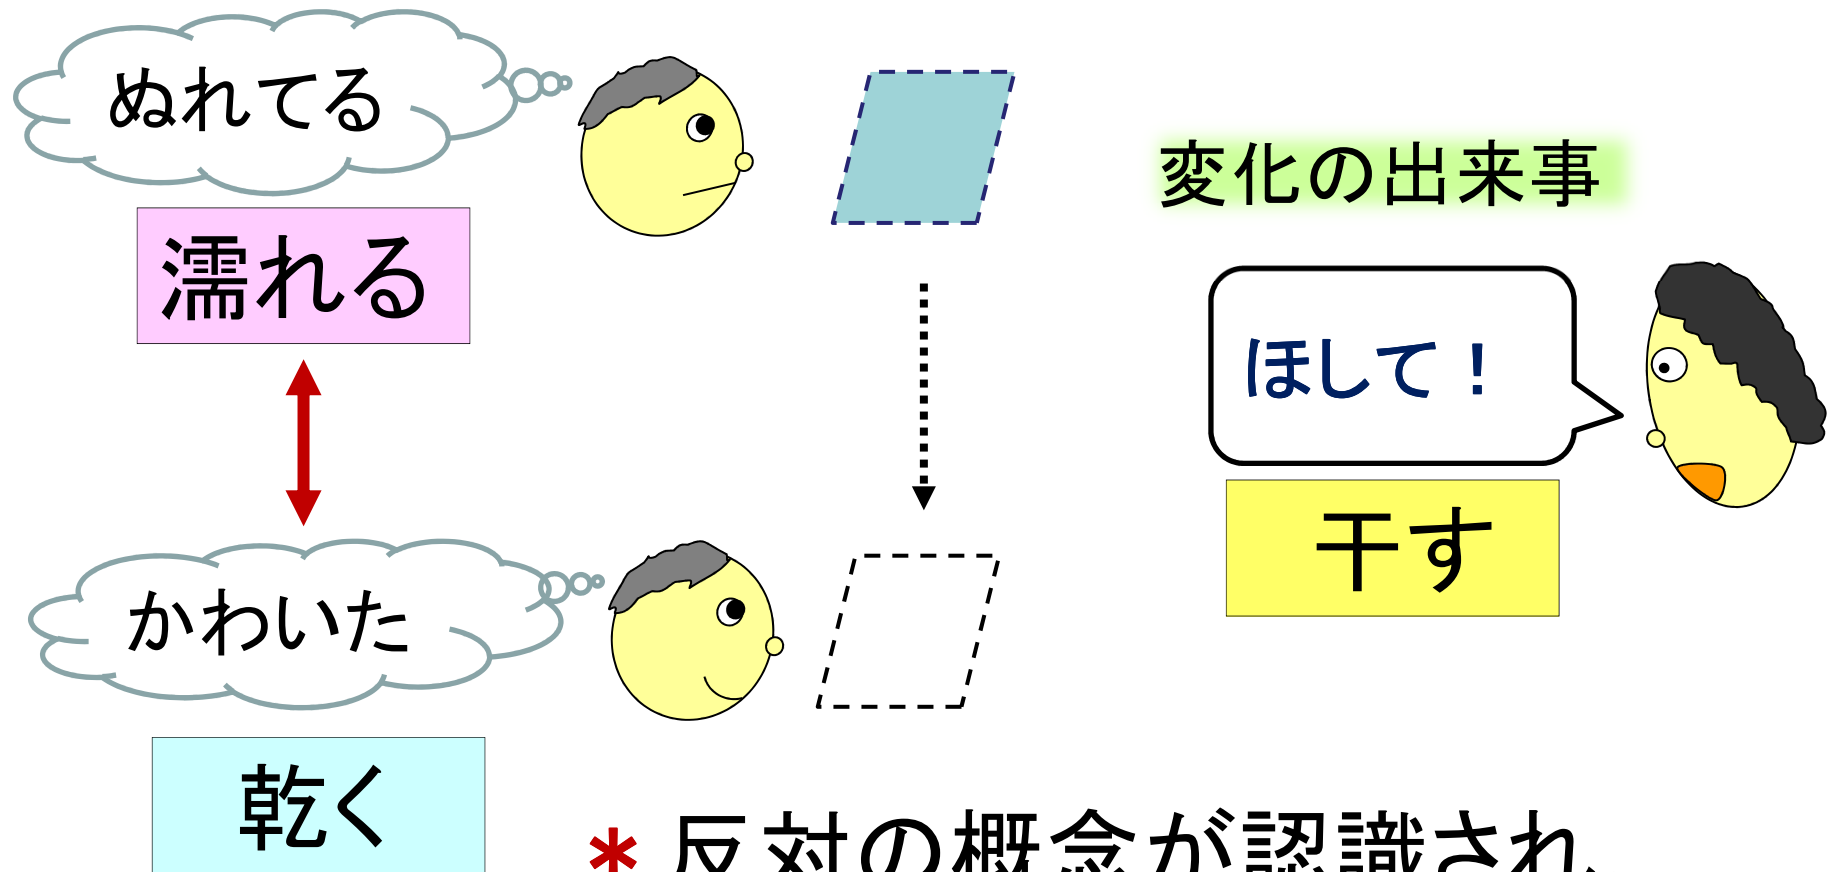 ぬれてる
濡れる
変化の出来事
ほして！
干す
かわいた
乾く
*反対の概念が認識され